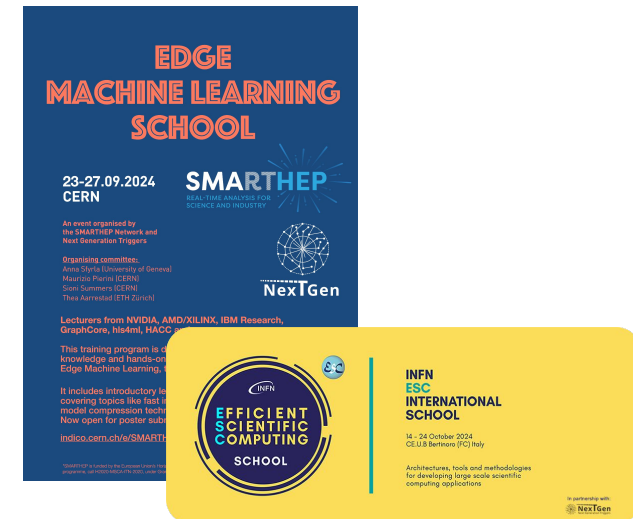 EDGE
MACHINE LEARNING
SCHOOL
23-27.09.2024
CERN
SMARTHEP
REAL-TIME ANALYSIS FOR
SCIENCE AND INDUSTRY
An event organised by
the SMARTHEP Network and
Next Generation Triggers
Organising committee:
Anna Sfyrla (University of Geneva)
Maurizio Pierini (CERN)
Sioni Summers (CERN)
Thea Aarrestad (ETH Zürich)
NexTGen
Lecturers from NVIDIA, AMD/XILINX, IBM Research,
GraphCore, hls4ml, HACC
This training program is
knowledge and hands-on
Edge Machine Learning,
It includes introductory
covering topics like fast
model compression
Now open for poster
indico.cern.ch/e/SMARTH
INFN
EFFICIENT
SCIENTIFIC
COMPUTING
SCHOOL
ESC
INFN
ESC
INTERNATIONAL
SCHOOL
14 - 24 October 2024
CE.U.B Bertinoro (FC) Italy
Architectures, tools and methodologies
for developing large scale scientific
computing applications
In partnership with:
NexTGen